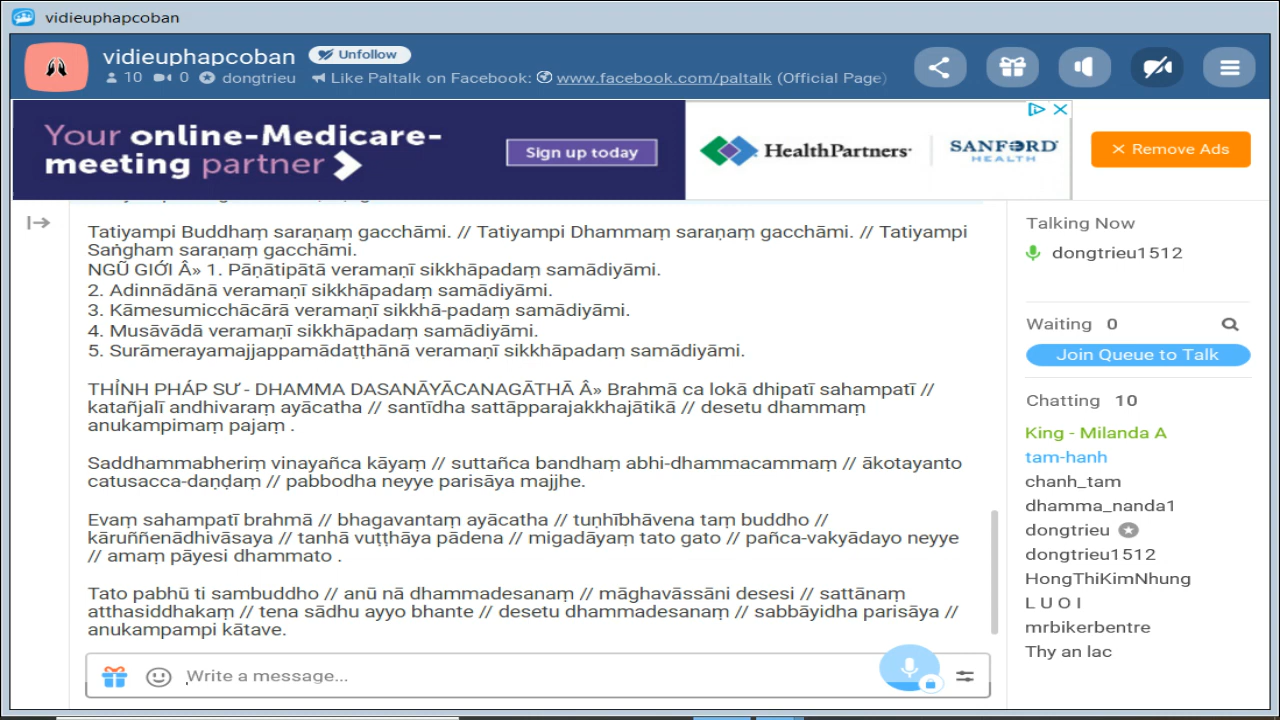 vidieuphapcoban
vidieuphapcoban Unfollow
10 0 dongtrieu Like Paltalk on Facebook: www.facebook.com/paltalk (Official Page)
Your online-Medicare-
meeting partner
Sign up today
HealthPartners®
SANFORD
HEALTH
× Remove Ads
Tatiyampi Buddhaṃ saraṇaṃ gacchāmi. // Tatiyampi Dhammaṃ saraṇaṃ gacchāmi. // Tatiyampi
Saṅghaṃ saraṇaṃ gacchāmi.
NGŨ GIỚI Â» 1. Pāṇātipātā veramaṇī sikkhāpadaṃ samādiyāmi.
2. Adinnādānā veramaṇī sikkhāpadaṃ samādiyāmi.
3. Kāmesumicchācārā veramaṇī sikkhā-padaṃ samādiyāmi.
4. Musāvādā veramaṇī sikkhāpadaṃ samādiyāmi.
5. Surāmerayamajjappamādaṭṭhānā veramaṇī sikkhāpadaṃ samādiyāmi.
THỈNH PHÁP SƯ - DHAMMA DASANĀYĀCANAGĀTHĀ Â» Brahmā ca lokā dhipatī sahampatī //
katañjalī andhivaraṃ ayācatha // santīdha sattāpparajakkhajātikā // desetu dhammaṃ
anukampimaṃ pajaṃ .
Saddhammabheriṃ vinayañca kāyaṃ // suttañca bandhaṃ abhi-dhammacammaṃ // ākotayanto
catusacca-daṇḍaṃ // pabbodha neyye parisāya majjhe.
Evaṃ sahampatī brahmā // bhagavantaṃ ayācatha // tuṇhībhāvena taṃ buddho //
kāruññenādhivāsaya // tanhā vuṭṭhāya pādena // migadāyaṃ tato gato // pañca-vakyādayo neyye
// amaṃ pāyesi dhammato .
Tato pabhū ti sambuddho // anū nā dhammadesanaṃ // māghavāssāni desesi // sattānaṃ
atthasiddhakaṃ // tena sādhu ayyo bhante // desetu dhammadesanaṃ // sabbāyidha parisāya //
anukampampi kātave.
Write a message...
Talking Now
dongtrieu1512
Waiting 0
Join Queue to Talk
Chatting 10
King - Milanda A
tam-hanh
chanh_tam
dhamma_nanda1
dongtrieu
dongtrieu1512
HongThiKimNhung
L U O I
mrbikerbentre
Thy an lac